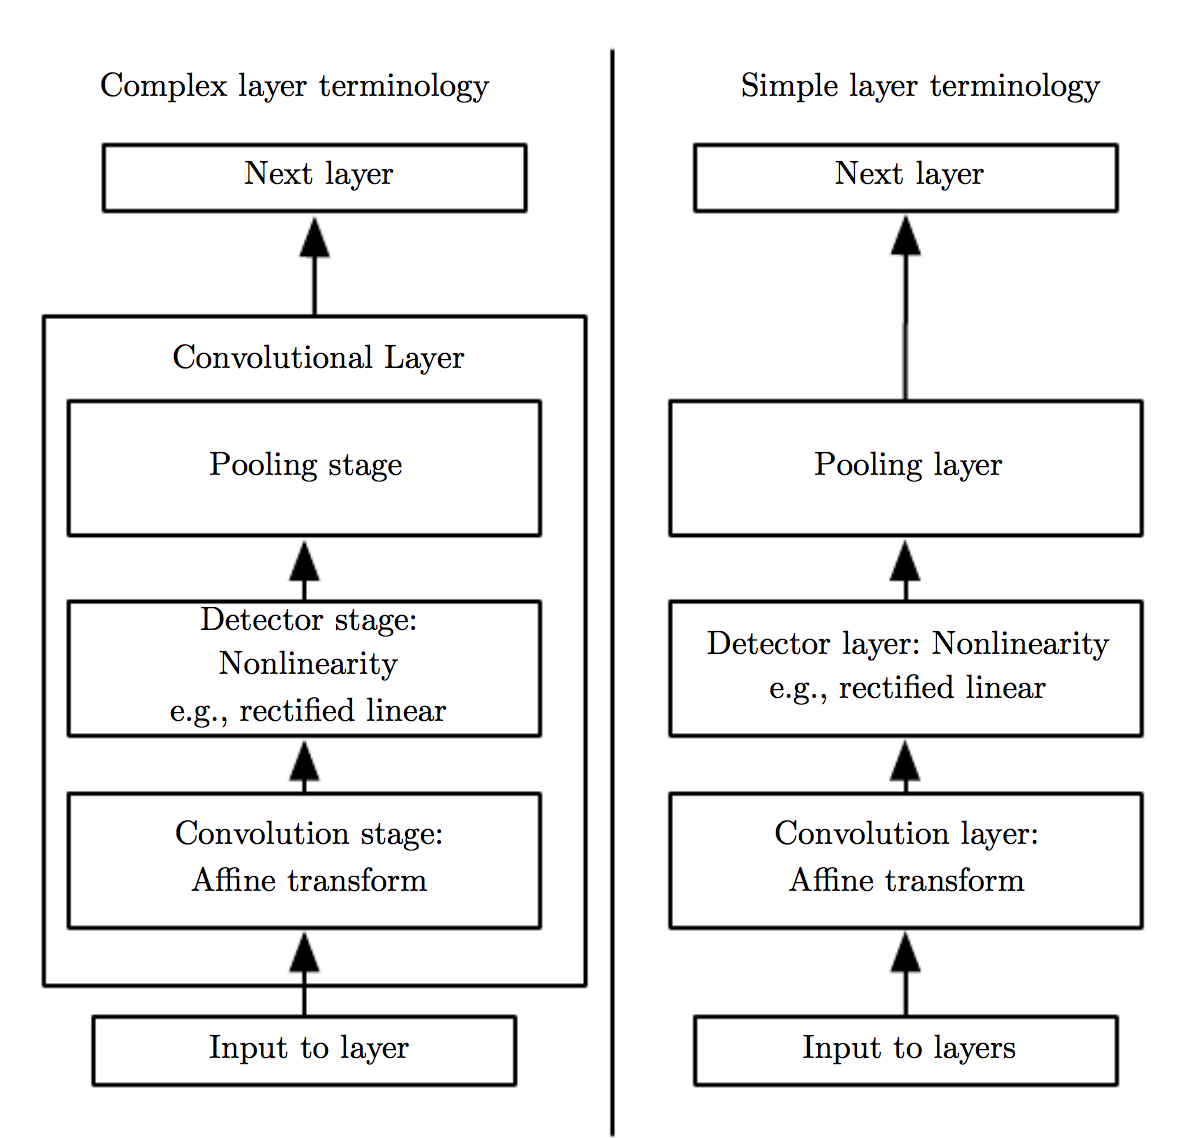 Complex layer terminology
Next layer
Convolutional Layer
Pooling stage
Detector stage:
Nonlinearity
e.g., rectified linear
Convolution stage:
Affine transform
Input to layer
Simple layer terminology
Next layer
Pooling layer
Detector layer: Nonlinearity
e.g., rectified linear
Convolution layer:
Affine transform
Input to layers